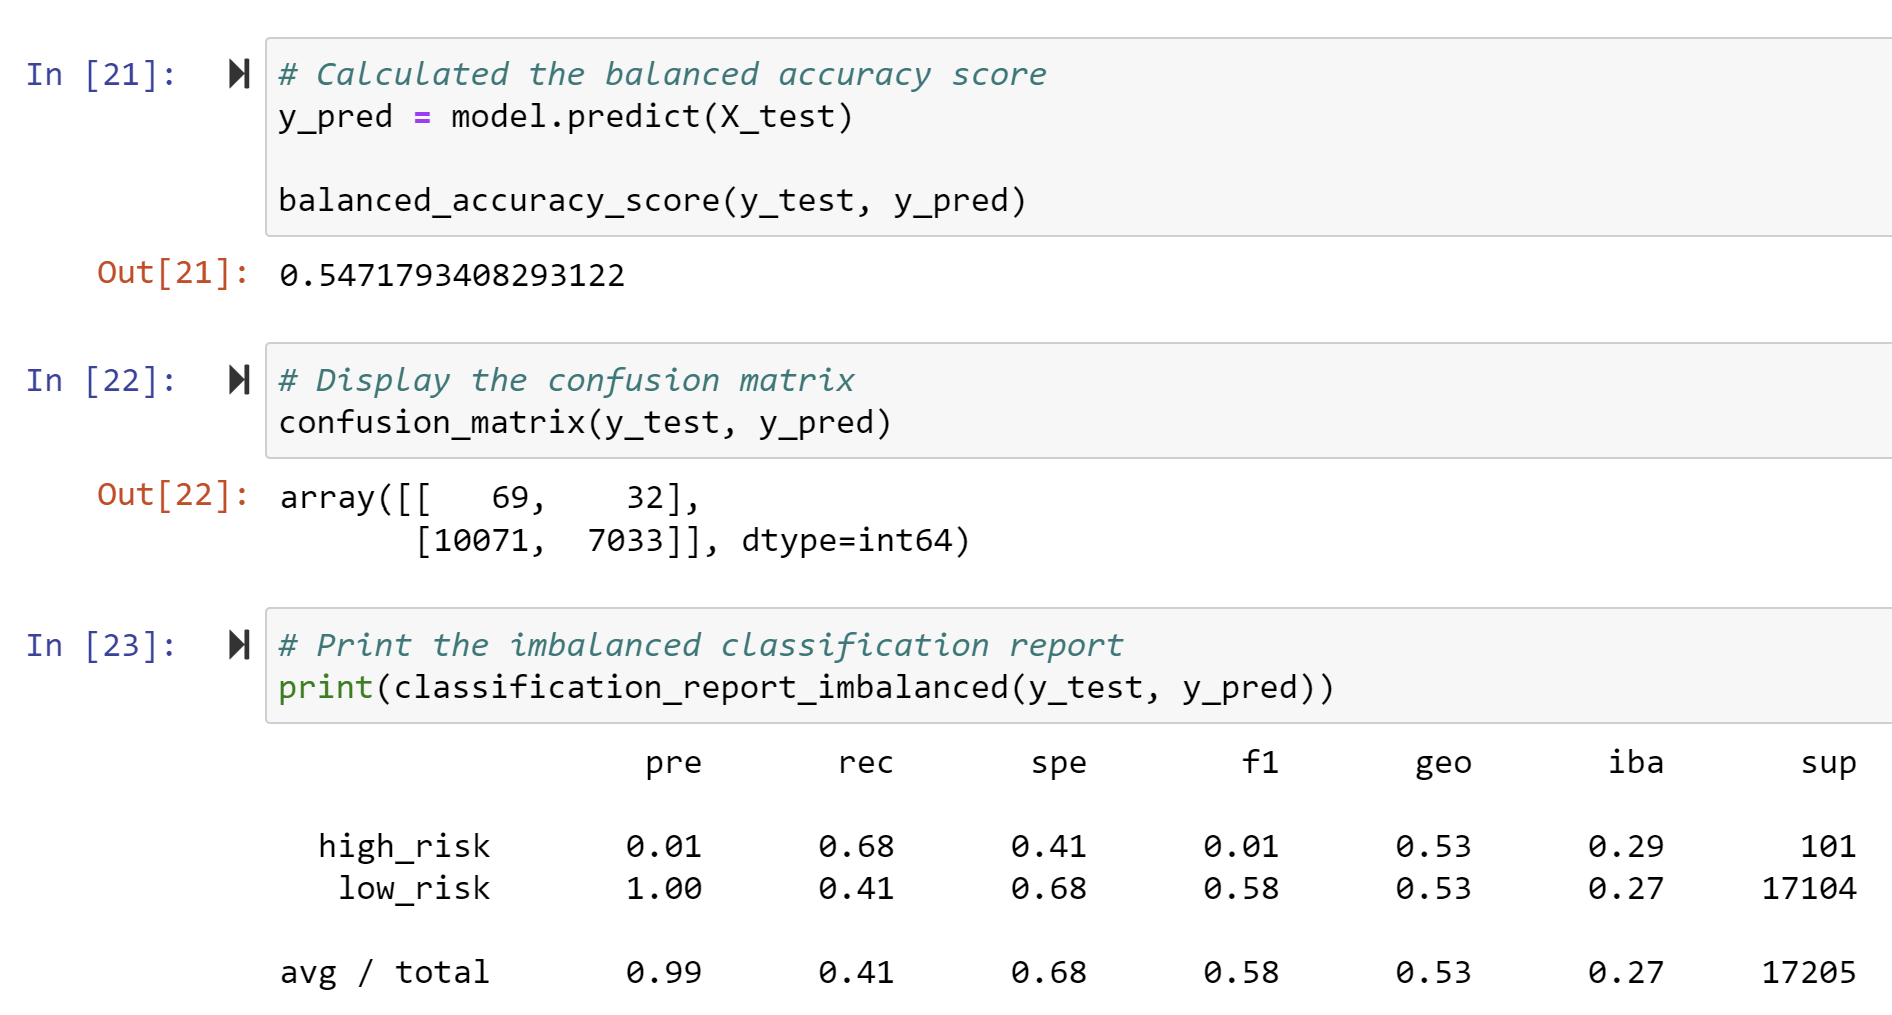 In [21]: # Calculated the balanced accuracy score
y_pred = model.predict(X_test)
balanced_accuracy_score(y_test, y_pred)
Out[21]: 0.5471793408293122
In [22]: # Display the confusion matrix
confusion_matrix(y_test, y_pred)
Out[22]: array([[   69,    32],
       [10071,  7033]], dtype=int64)
In [23]: # Print the imbalanced classification report
print(classification_report_imbalanced(y_test, y_pred))
pre rec spe f1 geo iba sup
high_risk 0.01 0.68 0.41 0.01 0.53 0.29 101
low_risk 1.00 0.41 0.68 0.58 0.53 0.27 17104
avg / total 0.99 0.41 0.68 0.58 0.53 0.27 17205